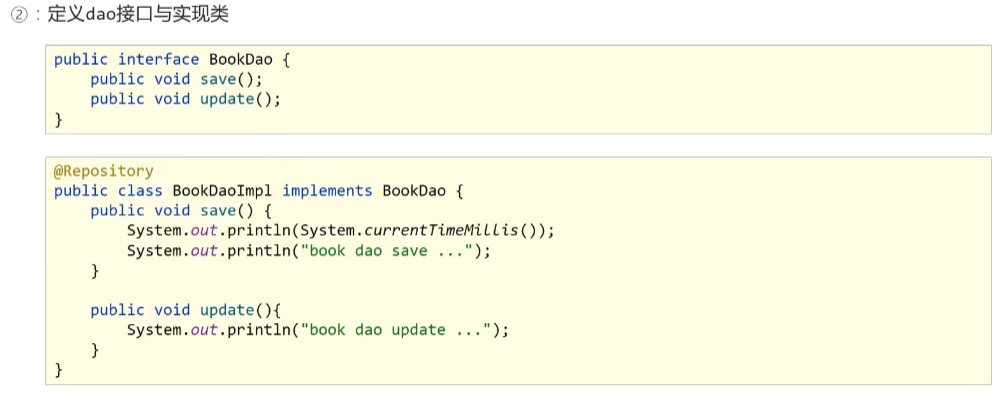 ②：定义dao接口与实现类
public interface BookDao {
    public void save();
    public void update();
}
@Repository
public class BookDaoImpl implements BookDao {
    public void save() {
        System.out.println(System.currentTimeMillis());
        System.out.println("book dao save ...");
    }
    public void update(){
        System.out.println("book dao update ...");
    }
}